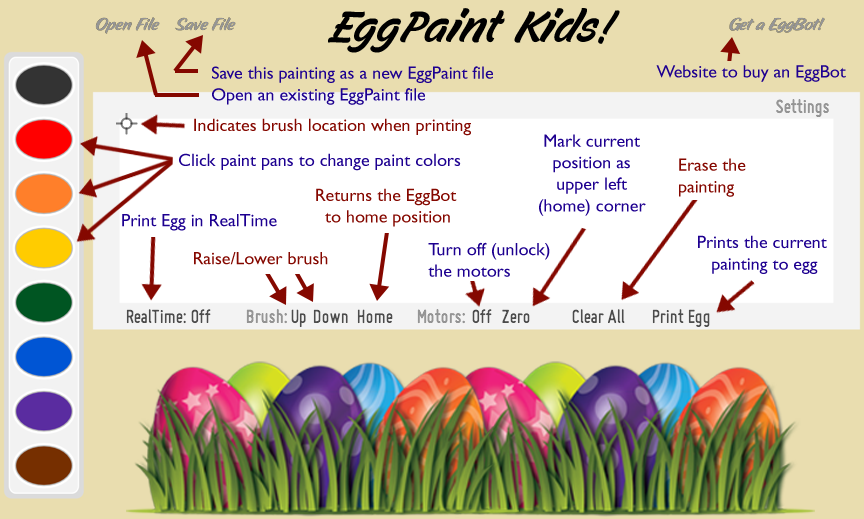 EggPaint Kids!
Open File
Save File
Get a EggBot!
Save this painting as a new EggPaint file
Open an existing EggPaint file
Website to buy an EggBot
Settings
Indicates brush location when printing
Click paint pans to change paint colors
Mark current
position as
upper left
(home) corner
Erase the
painting
Returns the EggBot
to home position
Print Egg in RealTime
Raise/Lower brush
Turn off (unlock)
the motors
Prints the current
painting to egg
RealTime: Off
Brush: Up Down Home
Motors: Off Zero
Clear All
Print Egg